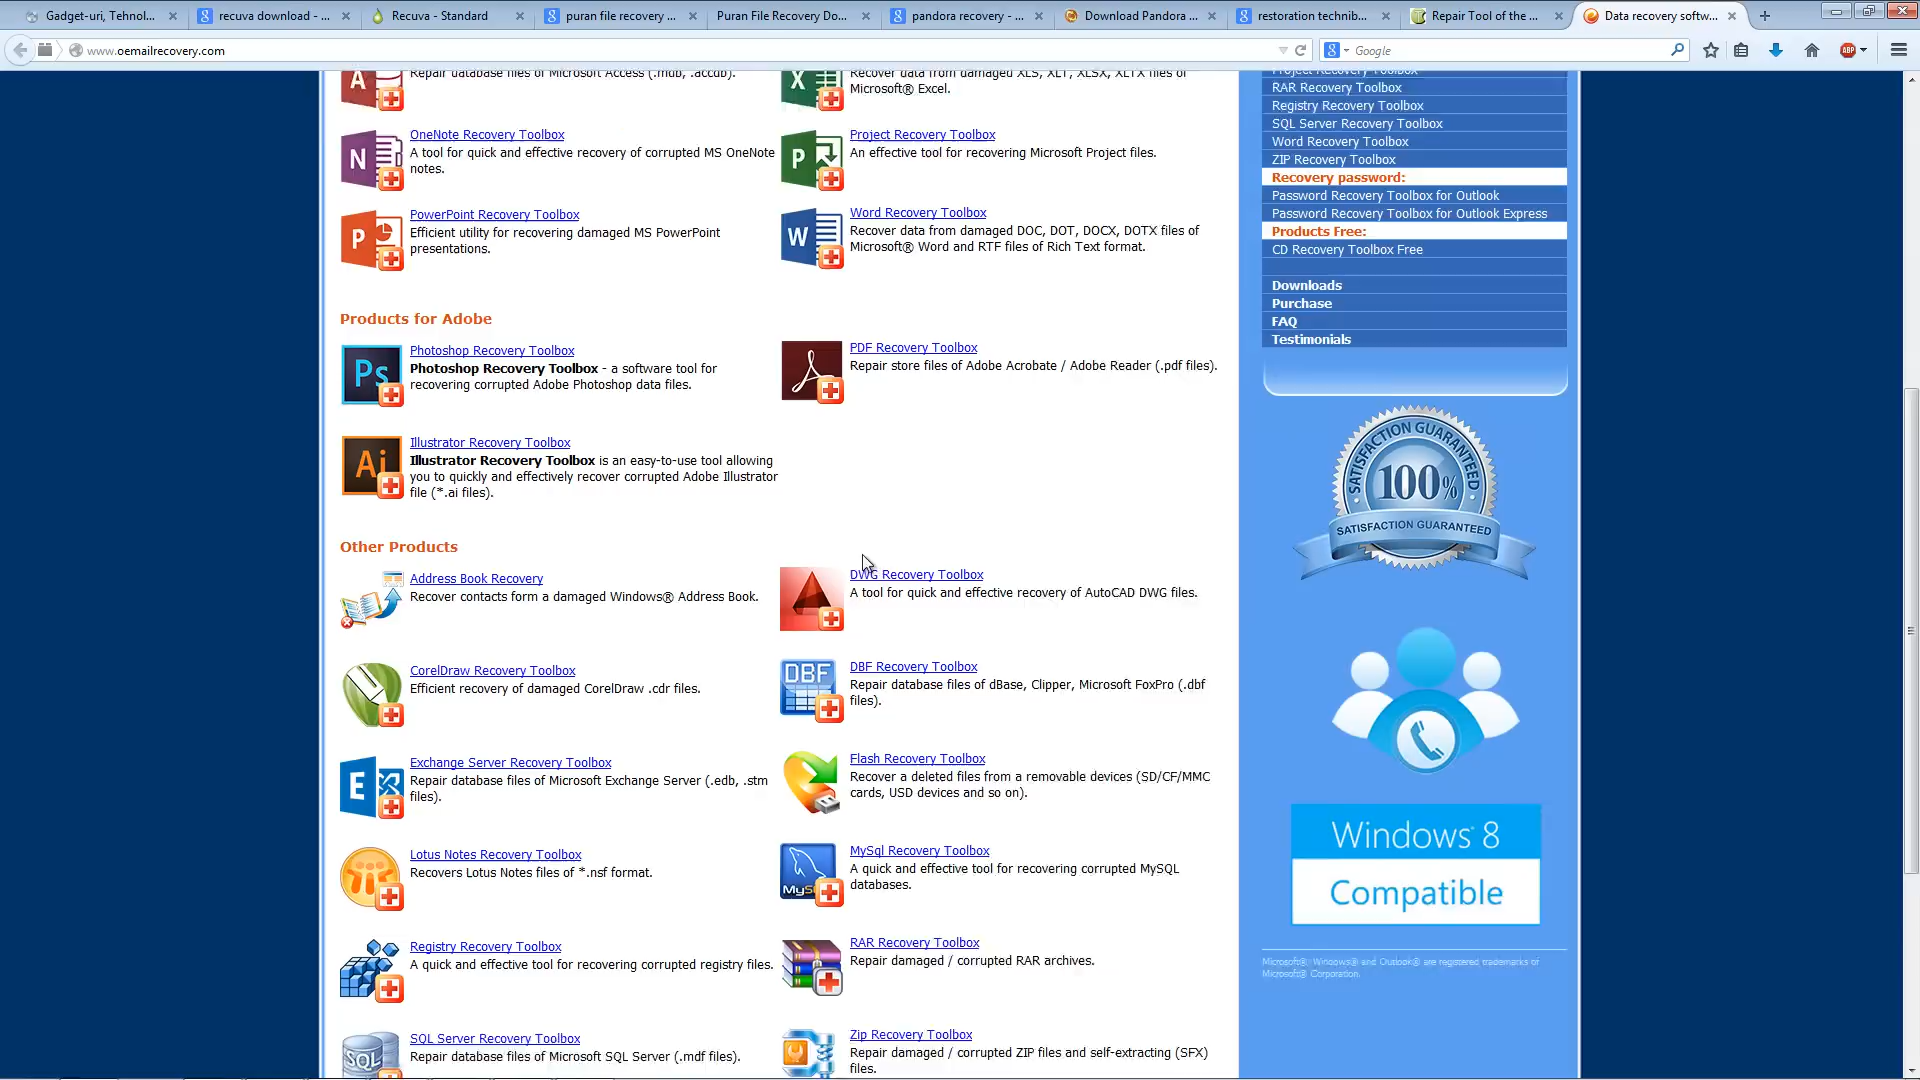 Gadget-uri, Tehnol...
recuva download - ...
Recuva - Standard
puran file recovery ...
Puran File Recovery Do...
pandora recovery - ...
Download Pandora ...
restoration technibb...
Repair Tool of the ...
Data recovery softw...
www.oemailrecovery.com
Google
ABP
Repair database files of Microsoft Access (.mdb, .accdb).
Recover data from damaged XLS, XLT, XLSX, XLTX files of
Microsoft® Excel.
OneNote Recovery Toolbox
A tool for quick and effective recovery of corrupted MS OneNote
notes.
Project Recovery Toolbox
An effective tool for recovering Microsoft Project files.
PowerPoint Recovery Toolbox
Efficient utility for recovering damaged MS PowerPoint
presentations.
Word Recovery Toolbox
Recover data from damaged DOC, DOT, DOCX, DOTX files of
Microsoft® Word and RTF files of Rich Text format.
Products for Adobe
Photoshop Recovery Toolbox
Photoshop Recovery Toolbox - a software tool for
recovering corrupted Adobe Photoshop data files.
PDF Recovery Toolbox
Repair store files of Adobe Acrobate / Adobe Reader (.pdf files).
Illustrator Recovery Toolbox
Illustrator Recovery Toolbox is an easy-to-use tool allowing
you to quickly and effectively recover corrupted Adobe Illustrator
file (*.ai files).
Other Products
Address Book Recovery
Recover contacts form a damaged Windows® Address Book.
DWG Recovery Toolbox
A tool for quick and effective recovery of AutoCAD DWG files.
CorelDraw Recovery Toolbox
Efficient recovery of damaged CorelDraw .cdr files.
DBF
DBF Recovery Toolbox
Repair database files of dBase, Clipper, Microsoft FoxPro (.dbf
files).
Exchange Server Recovery Toolbox
Repair database files of Microsoft Exchange Server (.edb, .stm
files).
Flash Recovery Toolbox
Recover a deleted files from a removable devices (SD/CF/MMC
cards, USD devices and so on).
Lotus Notes Recovery Toolbox
Recovers Lotus Notes files of *.nsf format.
MySql Recovery Toolbox
A quick and effective tool for recovering corrupted MySQL
databases.
Registry Recovery Toolbox
A quick and effective tool for recovering corrupted registry files.
RAR Recovery Toolbox
Repair damaged / corrupted RAR archives.
SQL
SQL Server Recovery Toolbox
Repair database files of Microsoft SQL Server (.mdf files).
Zip Recovery Toolbox
Repair damaged / corrupted ZIP files and self-extracting (SFX)
files.
Project Recovery Toolbox
RAR Recovery Toolbox
Registry Recovery Toolbox
SQL Server Recovery Toolbox
Word Recovery Toolbox
ZIP Recovery Toolbox
Recovery password:
Password Recovery Toolbox for Outlook
Password Recovery Toolbox for Outlook Express
Products Free:
CD Recovery Toolbox Free
Downloads
Purchase
FAQ
Testimonials
SATISFACTION GUARANTEED
100%
SATISFACTION GUARANTEED
Windows® 8
Compatible
Microsoft®, Windows® and Outlook® are registered trademarks of
Microsoft® Corporation.